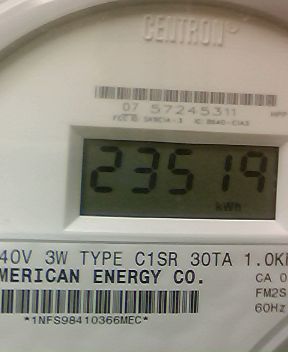 CENTRON®
07 57245311
23519
kWh
40V 3W TYPE C1SR 30TA 1.0K
MERICAN ENERGY CO.
CA 0
FM2S
60Hz
*1NFS98410366MEC*